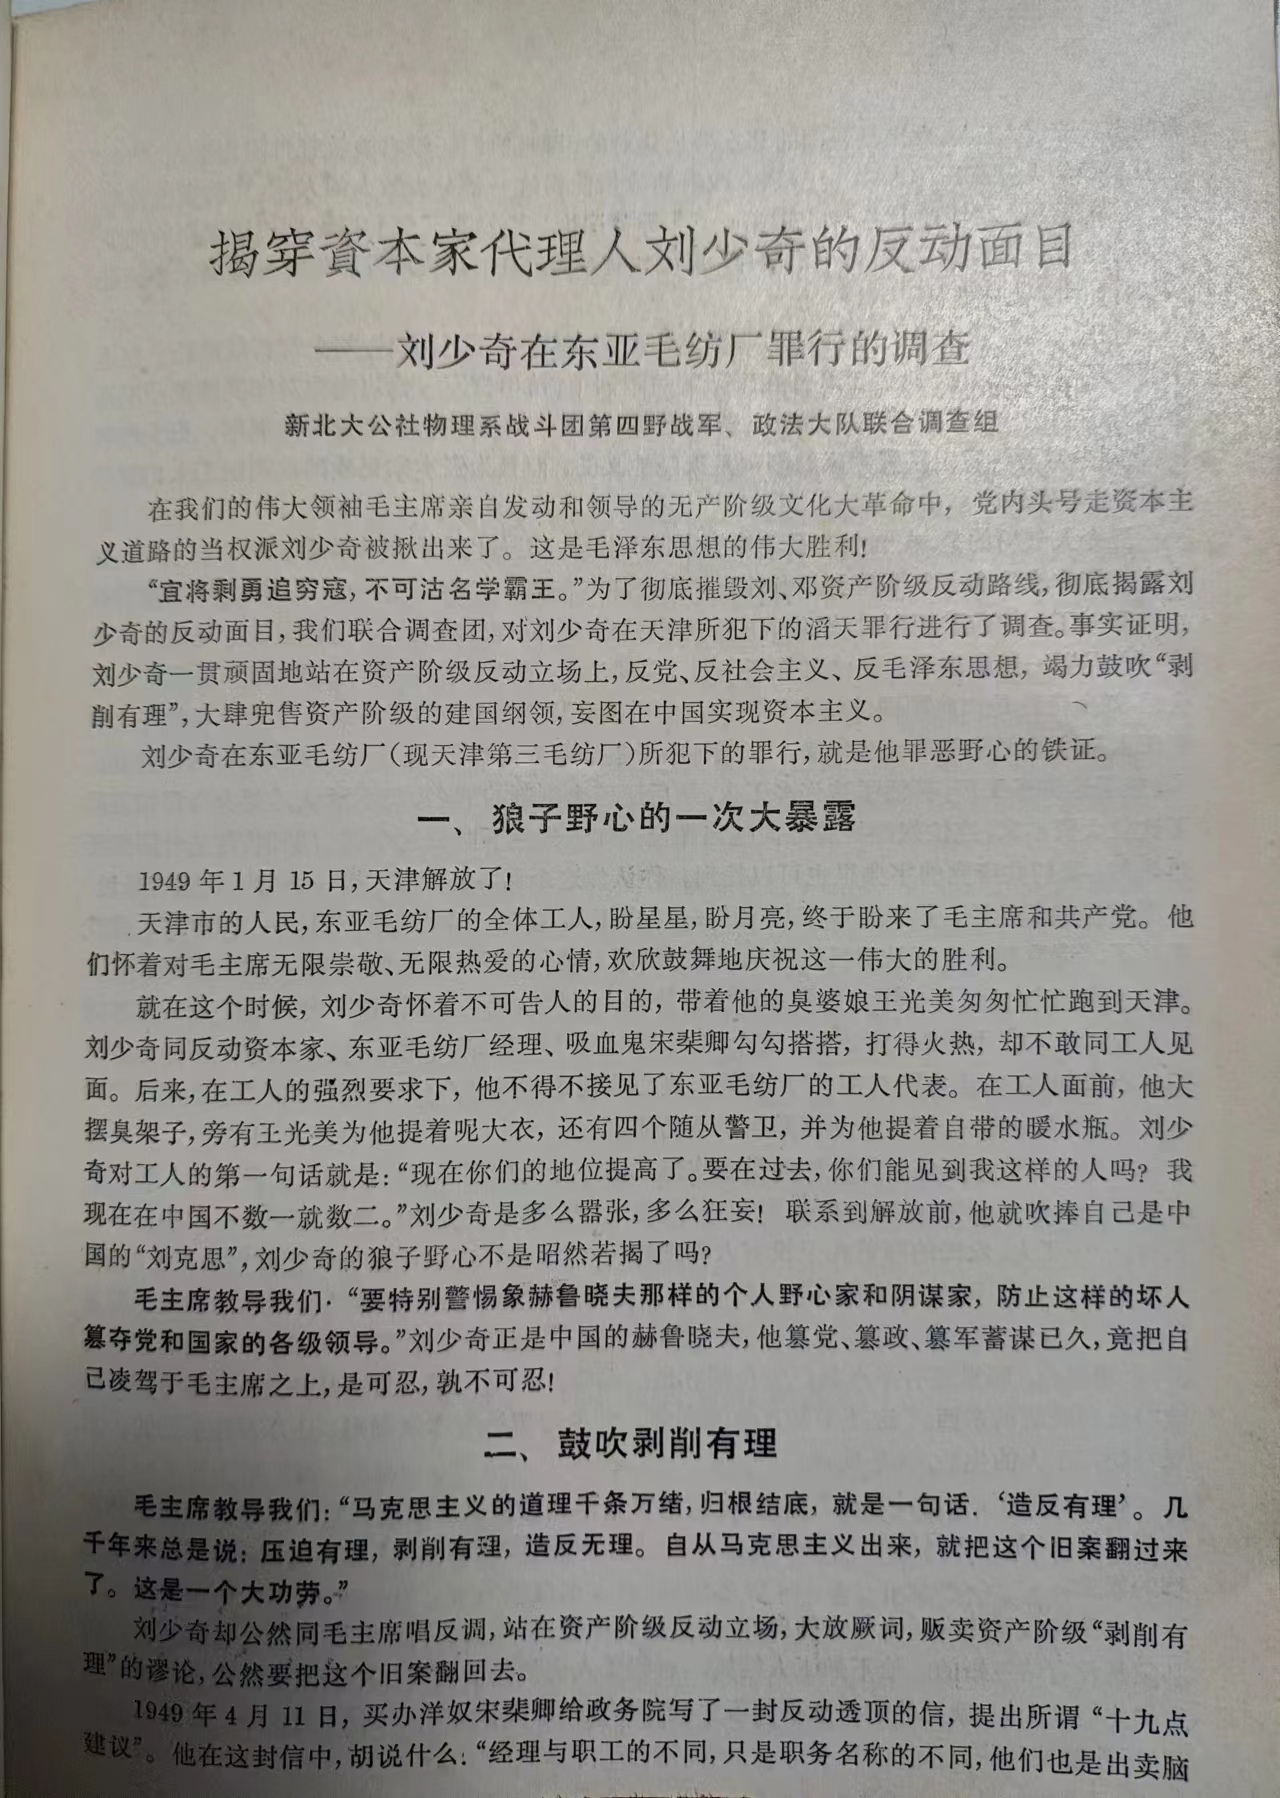 揭穿資本家代理人刘少奇的反动面目
——刘少奇在东亚毛纺厂罪行的调查
新北大公社物理系战斗团第四野战军、政法大队联合调查组
在我们的伟大领袖毛主席亲自发动和领导的无产阶级文化大革命中，党内头号走资本主
义道路的当权派刘少奇被揪出来了。这是毛泽东思想的伟大胜利！
“宜将剩勇追穷寇，不可沽名学霸王。”为了彻底摧毁刘、邓资产阶级反动路线，彻底揭露刘
少奇的反动面目，我们联合调查团，对刘少奇在天津所犯下的滔天罪行进行了调查。事实证明，
刘少奇一贯顽固地站在资产阶级反动立场上，反党、反社会主义、反毛泽东思想，竭力鼓吹“剥
削有理”，大肆兜售资产阶级的建国纲领，妄图在中国实现资本主义。
刘少奇在东亚毛纺厂（现天津第三毛纺厂）所犯下的罪行，就是他罪恶野心的铁证。
一、狼子野心的一次大暴露
1949年1月15日，天津解放了！
天津市的人民，东亚毛纺厂的全体工人，盼星星，盼月亮，终于盼来了毛主席和共产党。他
们怀着对毛主席无限崇敬、无限热爱的心情，欢欣鼓舞地庆祝这一伟大的胜利。
就在这个时候，刘少奇怀着不可告人的目的，带着他的臭婆娘王光美匆匆忙忙跑到天津。
刘少奇同反动资本家、东亚毛纺厂经理、吸血鬼宋棐卿勾勾搭搭，打得火热，却不敢同工人见
面。后来，在工人的强烈要求下，他不得不接见了东亚毛纺厂的工人代表。在工人面前，他大
摆臭架子，旁有王光美为他提着呢大衣，还有四个随从警卫，并为他提着自带的暖水瓶。刘少
奇对工人的第一句话就是：“现在你们的地位提高了。要在过去，你们能见到我这样的人吗？我
现在在中国不数一就数二。”刘少奇是多么嚣张，多么狂妄！联系到解放前，他就吹捧自己是中
国的“刘克思”，刘少奇的狼子野心不是昭然若揭了吗？
毛主席教导我们·“要特别警惕象赫鲁晓夫那样的个人野心家和阴谋家，防止这样的坏人
篡夺党和国家的各级领导。”刘少奇正是中国的赫鲁晓夫，他篡党、篡政、篡军蓄谋已久，竟把自
己凌驾于毛主席之上，是可忍，孰不可忍！
二、鼓吹剥削有理
毛主席教导我们：“马克思主义的道理千条万绪，归根结底，就是一句话．‘造反有理’。几
千年来总是说：压迫有理，剥削有理，造反无理。自从马克思主义出来，就把这个旧案翻过来
了。这是一个大功劳。”
刘少奇却公然同毛主席唱反调，站在资产阶级反动立场，大放厥词，贩卖资产阶级“剥削有
理”的谬论，公然要把这个旧案翻回去。
1949年4月11日，买办洋奴宋棐卿给政务院写了一封反动透顶的信，提出所谓“十九点
建议”。他在这封信中，胡说什么：“经理与职工的不同，只是职务名称的不同，他们也是出卖脑